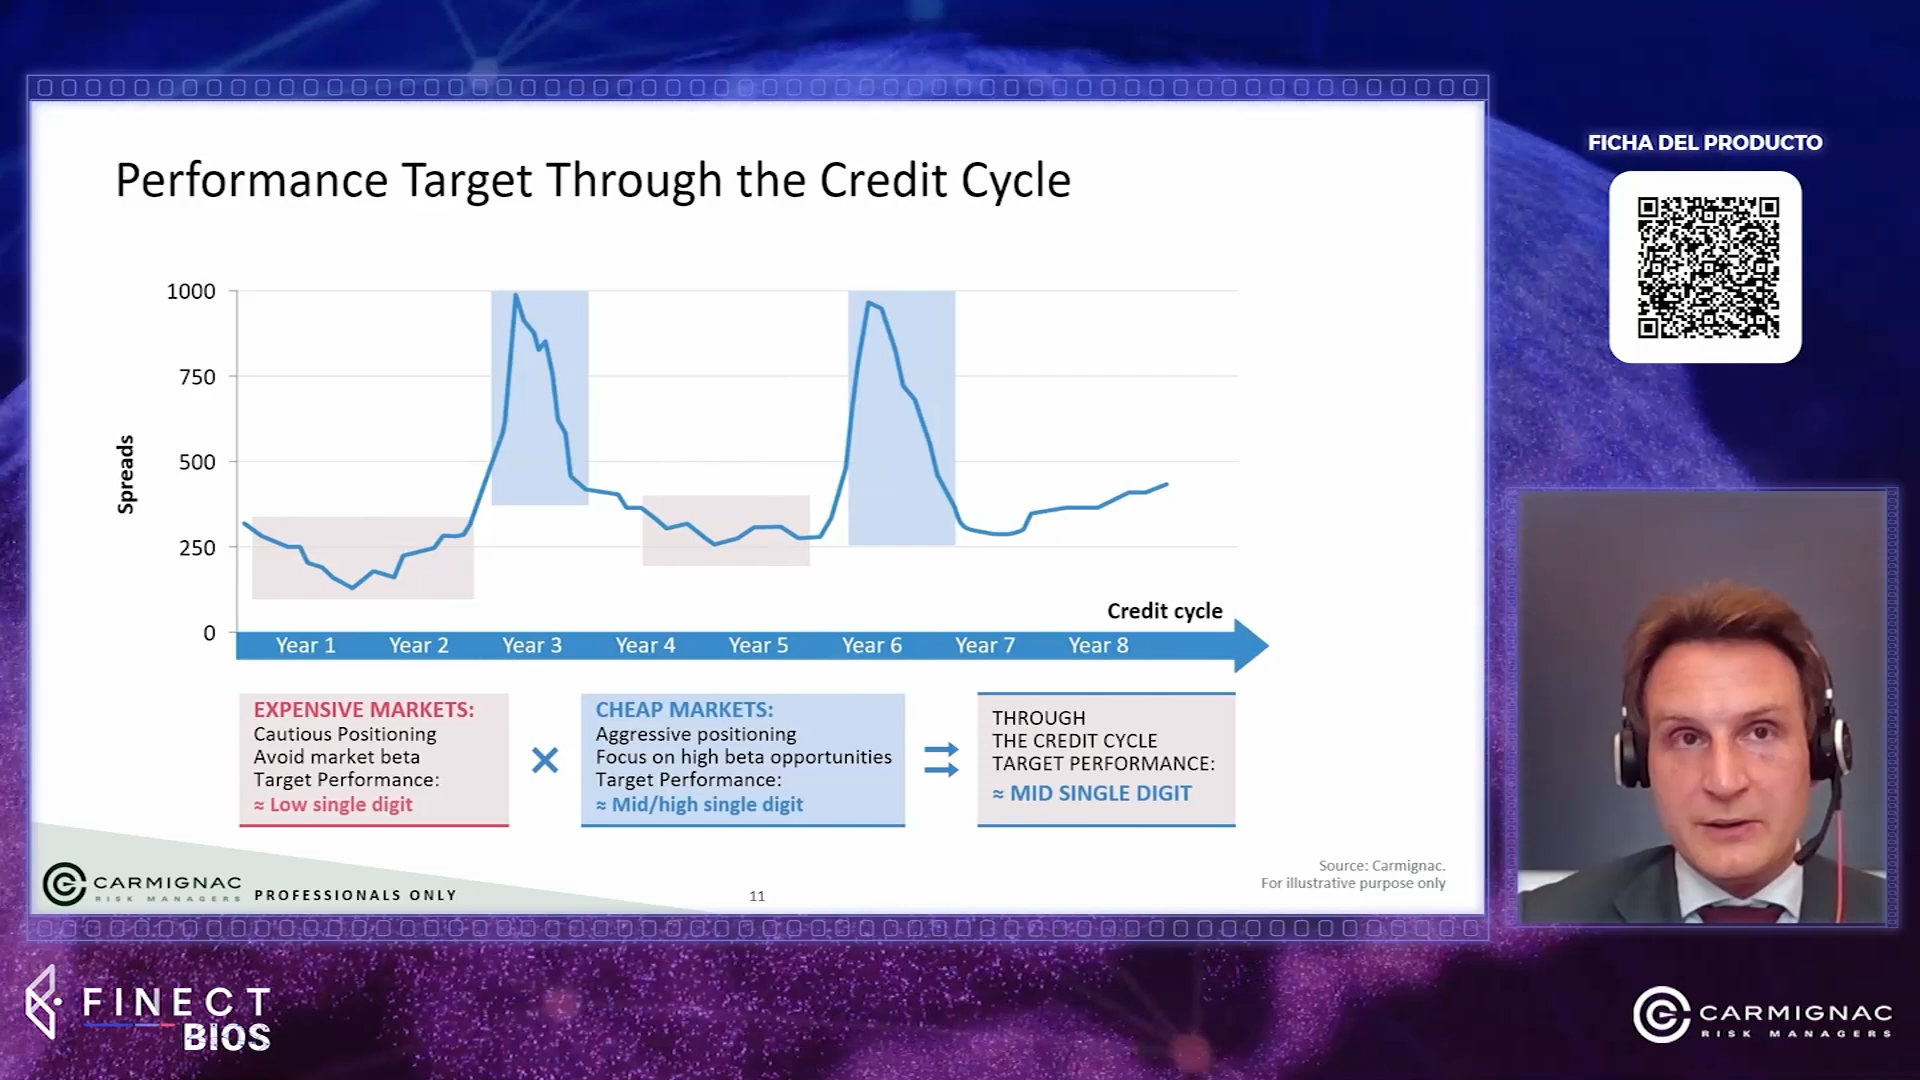 FICHA DEL PRODUCTO
Performance Target Through the Credit Cycle
1000
750
500
250
0
Spreads
Credit cycle
Year 1 Year 2 Year 3 Year 4 Year 5 Year 6 Year 7 Year 8
EXPENSIVE MARKETS:
Cautious Positioning
Avoid market beta
Target Performance:
≈ Low single digit
CHEAP MARKETS:
Aggressive positioning
Focus on high beta opportunities
Target Performance:
≈ Mid/high single digit
THROUGH
THE CREDIT CYCLE
TARGET PERFORMANCE:
≈ MID SINGLE DIGIT
Source: Carmignac.
For illustrative purpose only
CARMIGNAC
RISK MANAGERS
PROFESSIONALS ONLY
11
FINECT
BIOS
CARMIGNAC
RISK MANAGERS